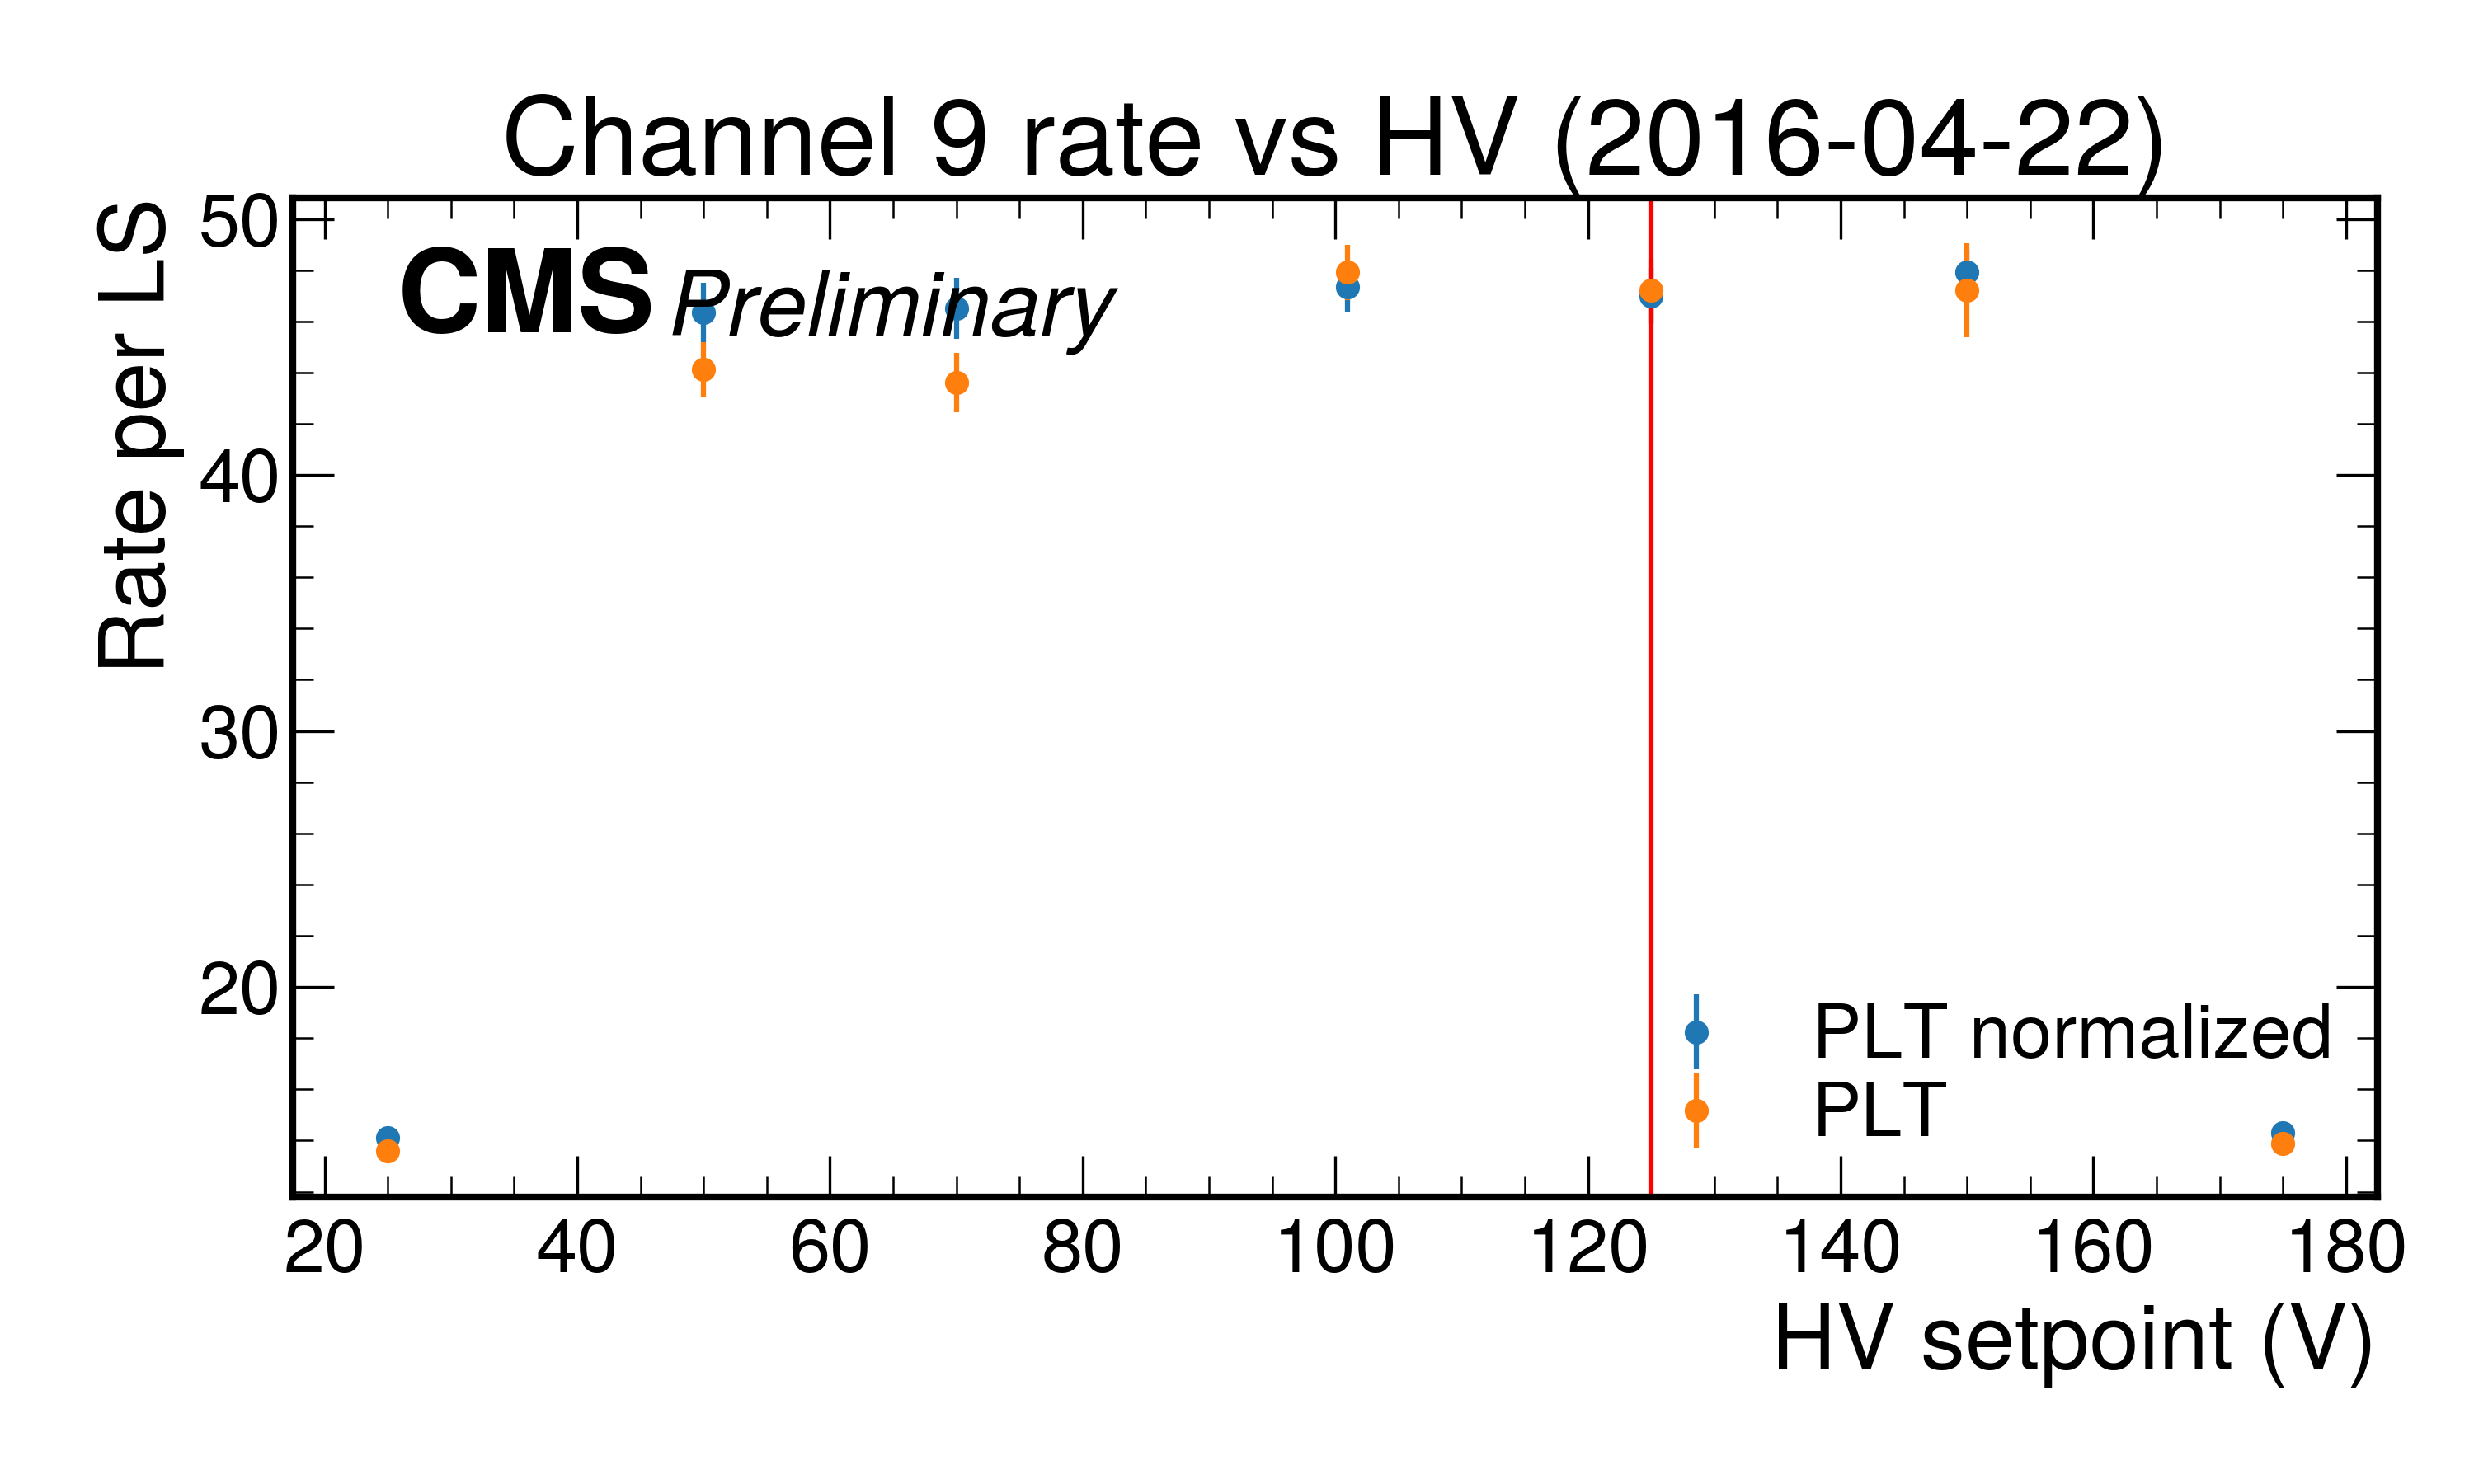 Channel 9 rate vs HV (2016-04-22)
Rate per LS
50
40
30
20
CMS Preliminary
PLT normalized
PLT
20 40 60 80 100 120 140 160 180
HV setpoint (V)